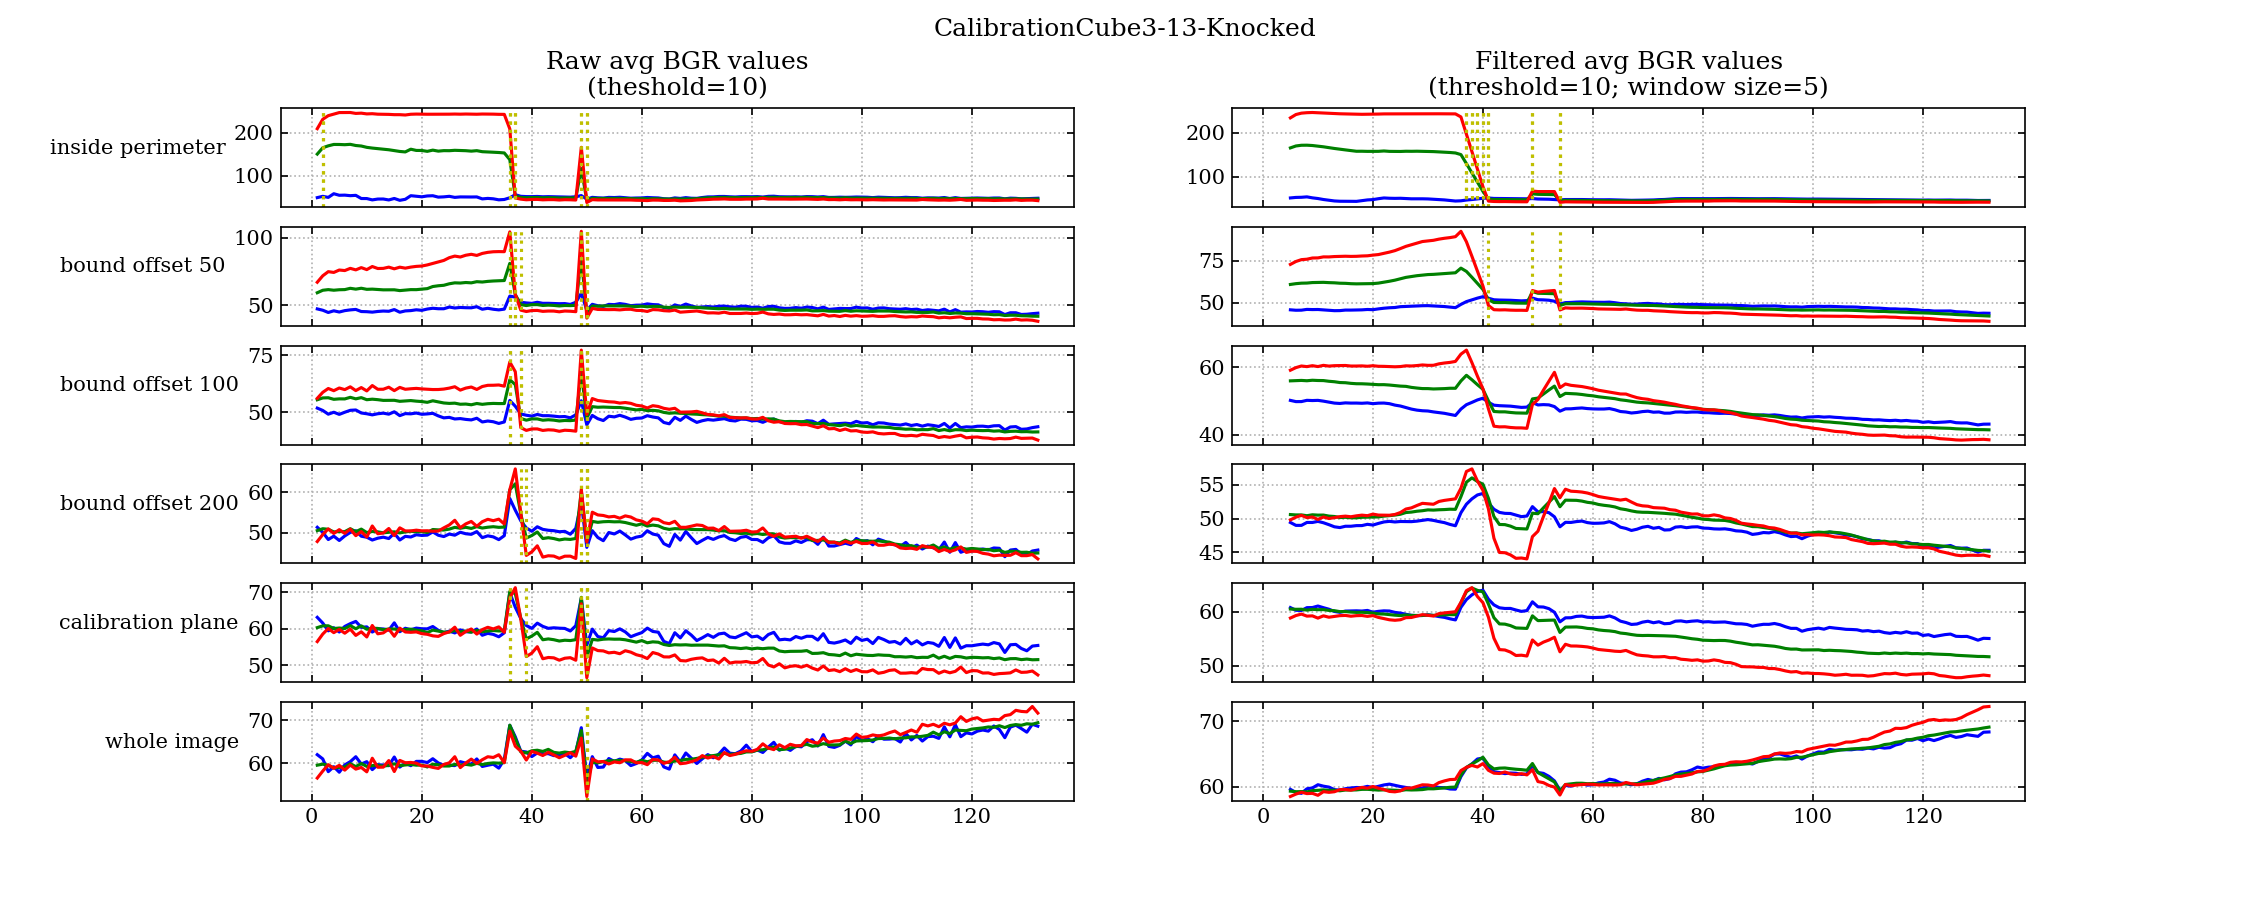 CalibrationCube3-13-Knocked
Raw avg BGR values
(theshold=10)
Filtered avg BGR values
(threshold=10; window size=5)
inside perimeter
200
100
200
100
bound offset 50
100
50
75
50
bound offset 100
75
50
60
40
bound offset 200
60
50
55
50
45
calibration plane
70
60
50
60
50
whole image
70
60
70
60
0 20 40 60 80 100 120
0 20 40 60 80 100 120